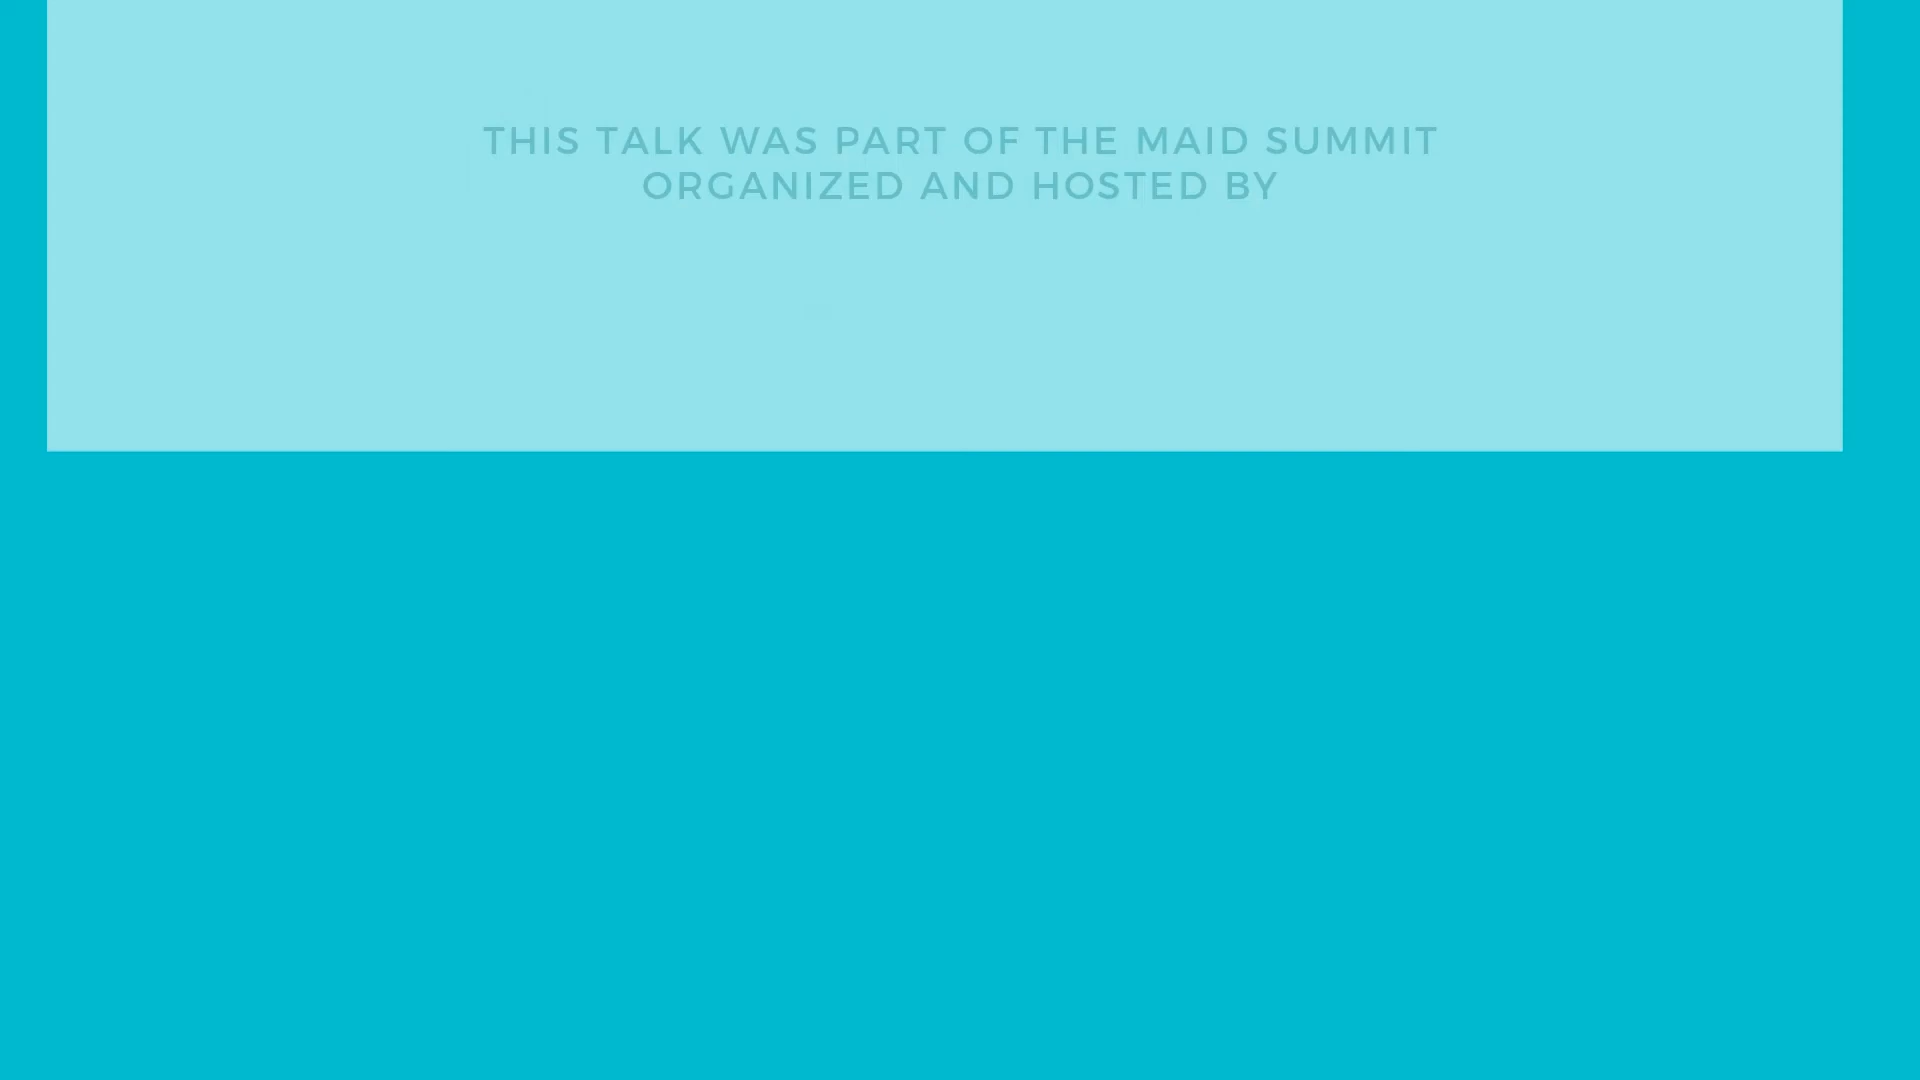 THIS TALK WAS PART OF THE MAID SUMMIT
ORGANIZED AND HOSTED BY